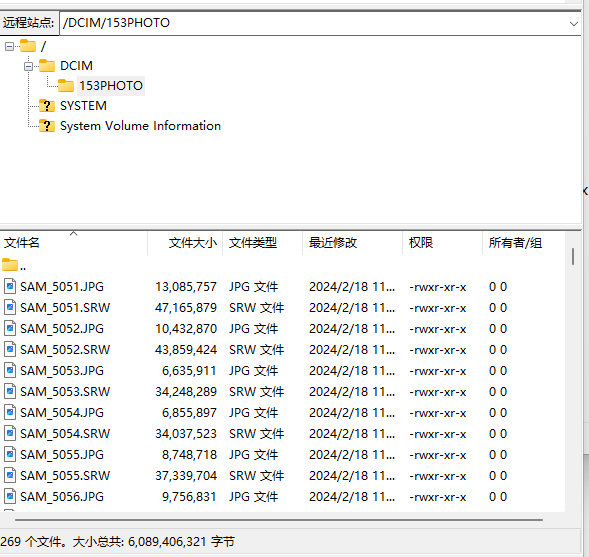 远程站点: /DCIM/153PHOTO
/
DCIM
153PHOTO
? SYSTEM
? System Volume Information
文件名 文件大小 文件类型 最近修改 权限 所有者/组
..
SAM_5051.JPG 13,085,757 JPG 文件 2024/2/18 11... -rwxr-xr-x 0 0
SAM_5051.SRW 47,165,879 SRW 文件 2024/2/18 11... -rwxr-xr-x 0 0
SAM_5052.JPG 10,432,870 JPG 文件 2024/2/18 11... -rwxr-xr-x 0 0
SAM_5052.SRW 43,859,424 SRW 文件 2024/2/18 11... -rwxr-xr-x 0 0
SAM_5053.JPG 6,635,911 JPG 文件 2024/2/18 11... -rwxr-xr-x 0 0
SAM_5053.SRW 34,248,289 SRW 文件 2024/2/18 11... -rwxr-xr-x 0 0
SAM_5054.JPG 6,855,897 JPG 文件 2024/2/18 11... -rwxr-xr-x 0 0
SAM_5054.SRW 34,037,523 SRW 文件 2024/2/18 11... -rwxr-xr-x 0 0
SAM_5055.JPG 8,748,718 JPG 文件 2024/2/18 11... -rwxr-xr-x 0 0
SAM_5055.SRW 37,339,704 SRW 文件 2024/2/18 11... -rwxr-xr-x 0 0
SAM_5056.JPG 9,756,831 JPG 文件 2024/2/18 11... -rwxr-xr-x 0 0
269 个文件。大小总共: 6,089,406,321 字节